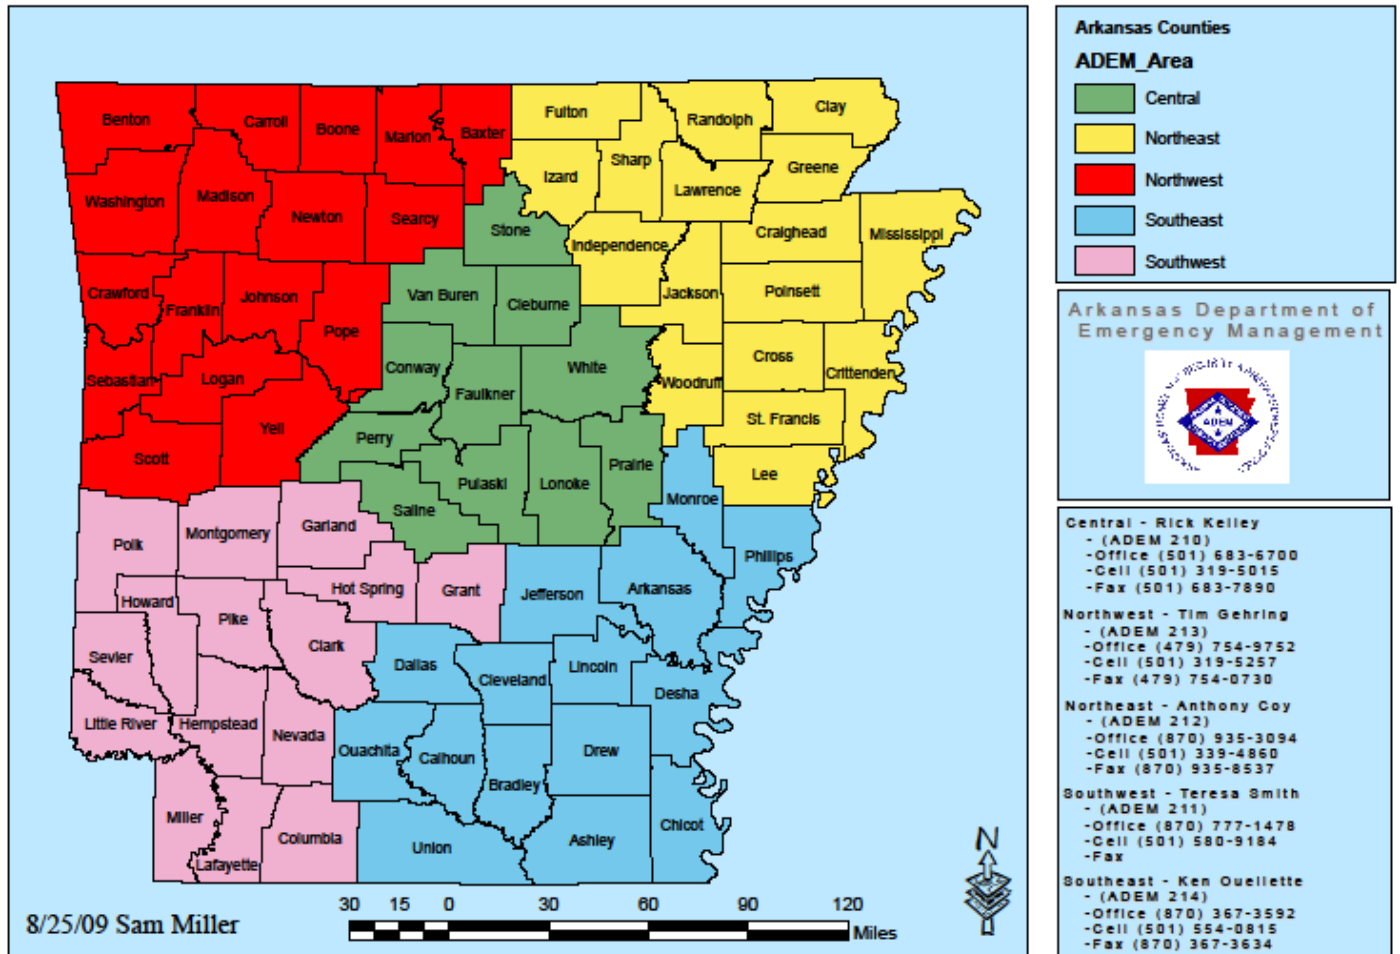 Benton
Carroll
Boone
Marion
Baxter
Fulton
Randolph
Clay
Washington
Madison
Newton
Searcy
Izard
Sharp
Lawrence
Greene
Stone
Independence
Craighead
Mississippi
Crawford
Franklin
Johnson
Pope
Van Buren
Cleburne
Jackson
Poinsett
Sebastian
Logan
Conway
Faulkner
White
Woodruff
Cross
Crittenden
Scott
Yell
Perry
Pulaski
Lonoke
Prairie
St. Francis
Lee
Monroe
Saline
Polk
Montgomery
Garland
Hot Spring
Grant
Jefferson
Arkansas
Phillips
Howard
Pike
Clark
Sevier
Dallas
Cleveland
Lincoln
Desha
Little River
Hempstead
Nevada
Ouachita
Calhoun
Bradley
Drew
Miller
Lafayette
Columbia
Union
Ashley
Chicot
N
30 15 0 30 60 90 120
Miles
8/25/09 Sam Miller
Arkansas Counties
ADEM_Area
Central
Northeast
Northwest
Southeast
Southwest
Arkansas Department of
Emergency Management
ADEM
Central - Rick Kelley
- (ADEM 210)
-Office (501) 683-6700
-Cell (501) 319-5015
-Fax (501) 683-7890
Northwest - Tim Gehring
- (ADEM 213)
-Office (479) 754-9752
-Cell (501) 319-5257
-Fax (479) 754-0730
Northeast - Anthony Coy
- (ADEM 212)
-Office (870) 935-3094
-Cell (501) 339-4860
-Fax (870) 935-8537
Southwest - Teresa Smith
- (ADEM 211)
-Office (870) 777-1478
-Cell (501) 580-9184
-Fax
Southeast - Ken Ouellette
- (ADEM 214)
-Office (870) 367-3592
-Cell (501) 554-0815
-Fax (870) 367-3634